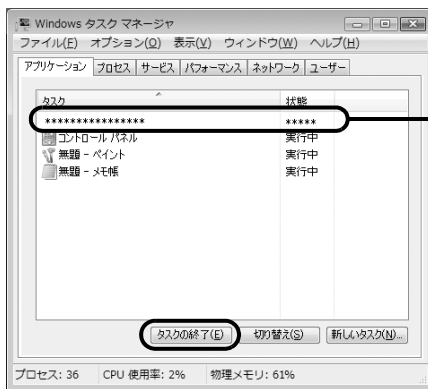 Windows タスク マネージャ
ファイル(F) オプション(O) 表示(V) ウィンドウ(W) ヘルプ(H)
アプリケーション プロセス サービス パフォーマンス ネットワーク ユーザー
タスク 状態
**************** *****
コントロール パネル 実行中
無題 - ペイント 実行中
無題 - メモ帳 実行中
タスクの終了(E) 切り替え(S) 新しいタスク(N)...
プロセス: 36 CPU 使用率: 2% 物理メモリ: 61%